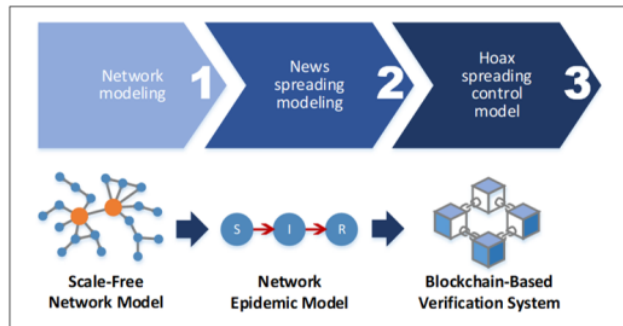 Network
modeling
1
News
spreading
modeling
2
Hoax
spreading
control
model
3
S
I
R
Scale-Free
Network Model
Network
Epidemic Model
Blockchain-Based
Verification System